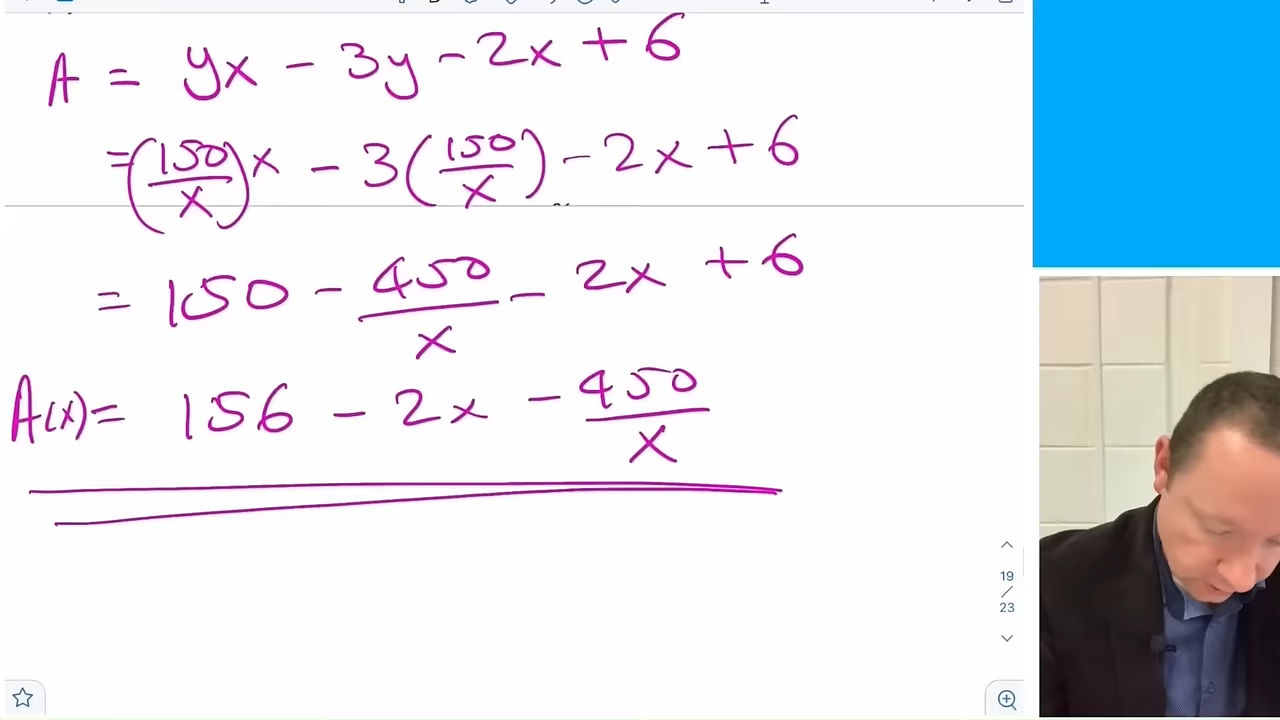 A = yx - 3y - 2x + 6
= (150/x)x - 3(150/x) - 2x + 6
= 150 - 450/x - 2x + 6
A(x) = 156 - 2x - 450/x
19
/
23